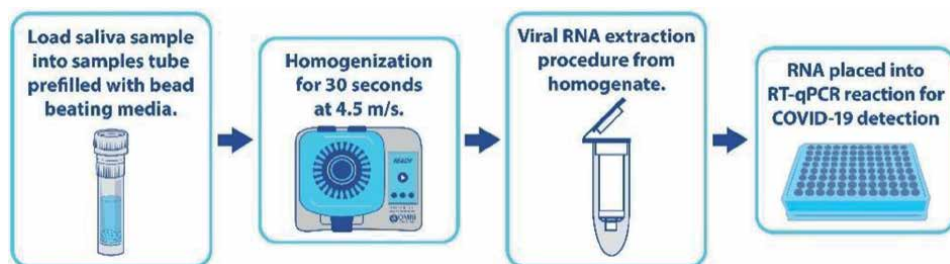 Load saliva sample
into samples tube
prefilled with bead
beating media.
Homogenization
for 30 seconds
at 4.5 m/s.
READY
OMNI
Viral RNA extraction
procedure from
homogenate.
RNA placed into
RT-qPCR reaction for
COVID-19 detection